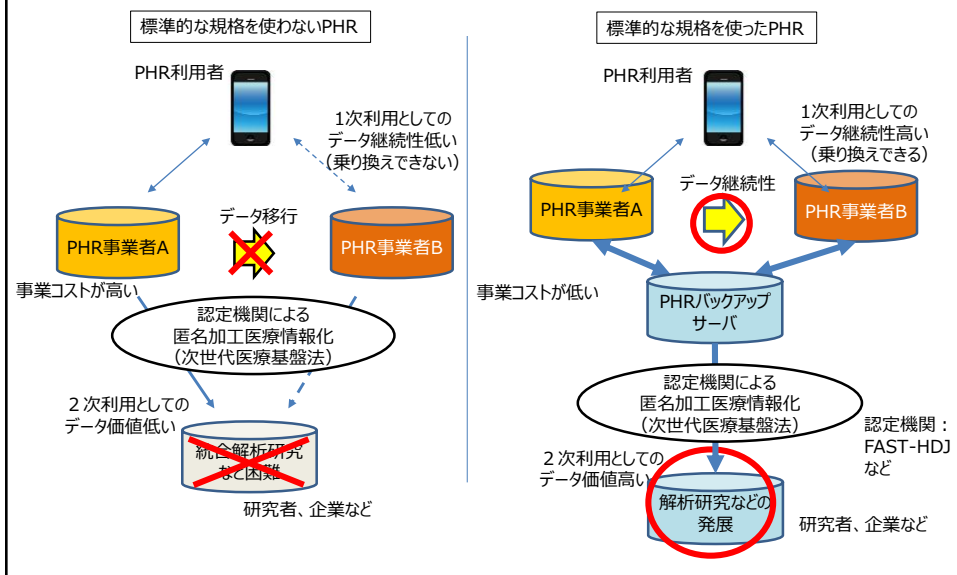 標準的な規格を使わないPHR
PHR利用者
1次利用としての
データ継続性低い
（乗り換えできない）
データ移行
PHR事業者A
PHR事業者B
事業コストが高い
認定機関による
匿名加工医療情報化
（次世代医療基盤法）
２次利用としての
データ価値低い
統合解析研究
など困難
研究者、企業など
標準的な規格を使ったPHR
PHR利用者
1次利用としての
データ継続性高い
（乗り換えできる）
データ継続性
PHR事業者A
PHR事業者B
事業コストが低い
PHRバックアップ
サーバ
認定機関による
匿名加工医療情報化
（次世代医療基盤法）
認定機関：
FAST-HDJ
など
２次利用としての
データ価値高い
解析研究などの
発展
研究者、企業など